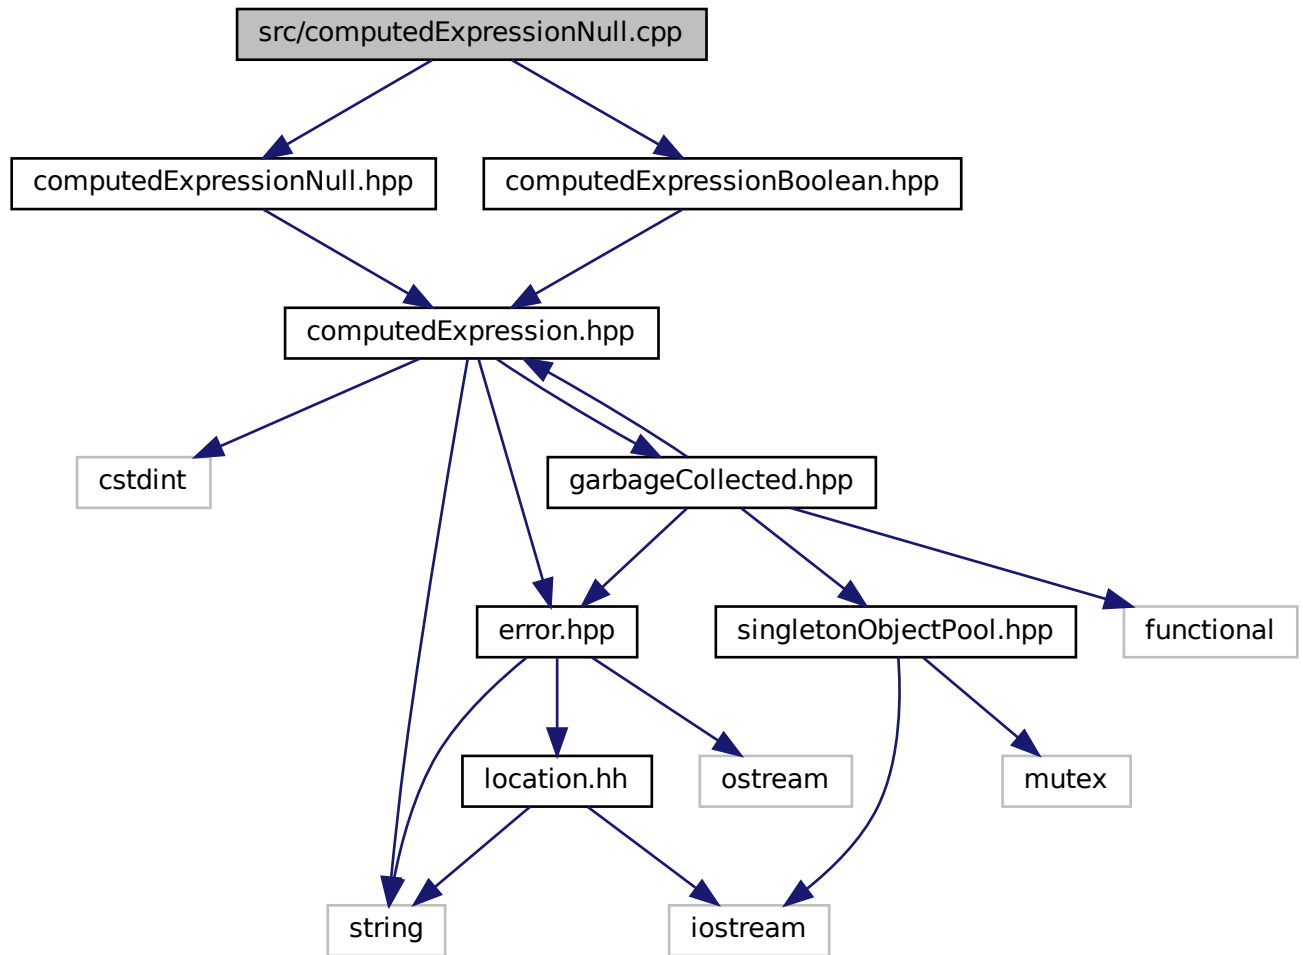 src/computedExpressionNull.cpp
computedExpressionNull.hpp
computedExpressionBoolean.hpp
computedExpression.hpp
cstdint
garbageCollected.hpp
error.hpp
singletonObjectPool.hpp
functional
location.hh
ostream
mutex
string
iostream